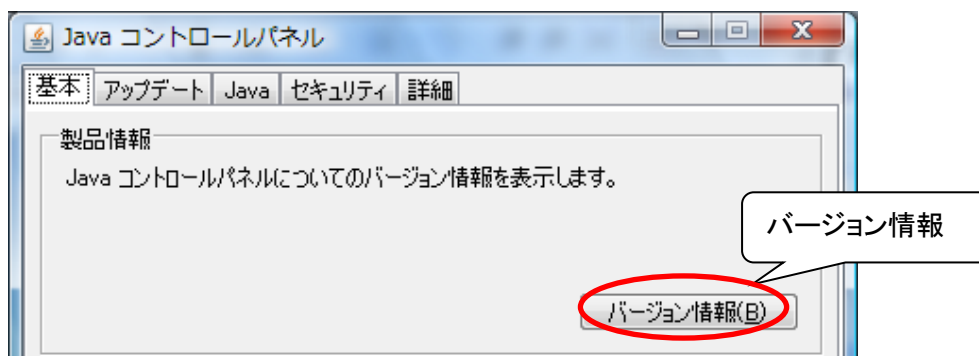 Java コントロールパネル
基本 アップデート Java セキュリティ 詳細
製品情報
Java コントロールパネルについてのバージョン情報を表示します。
バージョン情報
バージョン情報(B)